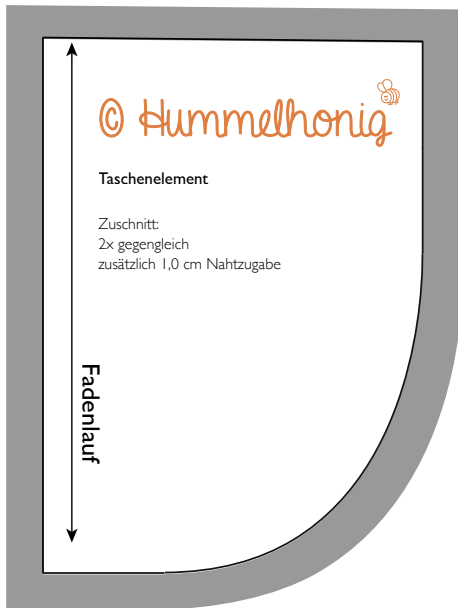 © Hummelhonig
Taschenelement
Zuschnitt:
2x gegengleich
zusätzlich 1,0 cm Nahtzugabe
Fadenlauf